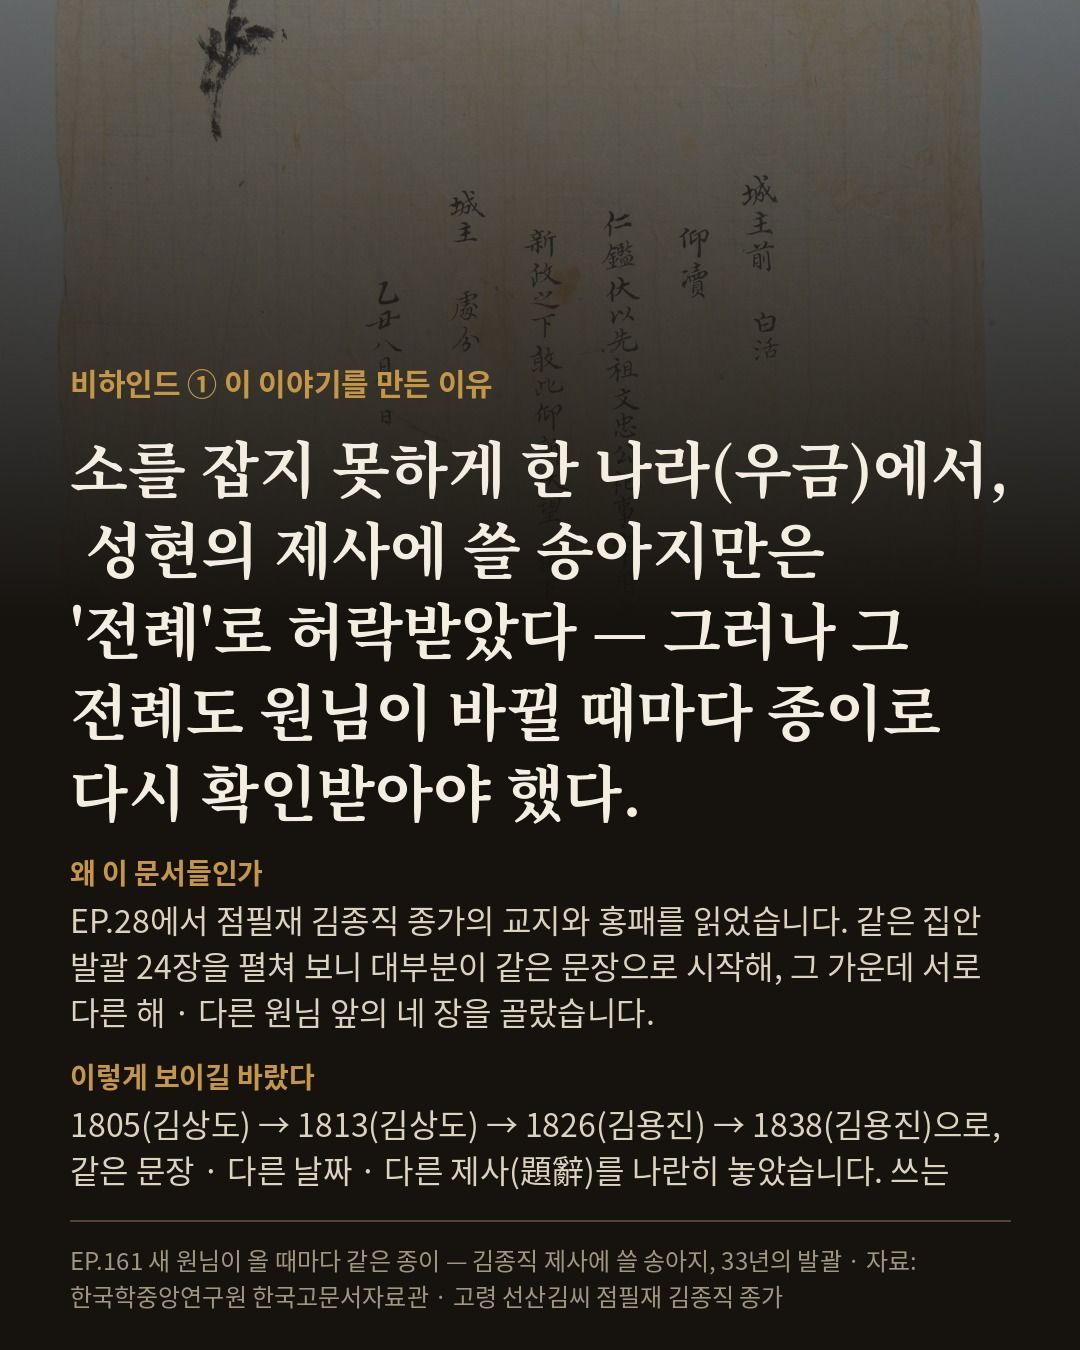 城主前 白活
仰瀆
仁鑑伏以先祖文忠公
新政之下敢此仰
城主 處分
乙丑八月 日
비하인드 ① 이 이야기를 만든 이유
소를 잡지 못하게 한 나라(우금)에서,
성현의 제사에 쓸 송아지만은
'전례'로 허락받았다 — 그러나 그
전례도 원님이 바뀔 때마다 종이로
다시 확인받아야 했다.
왜 이 문서들인가
EP.28에서 점필재 김종직 종가의 교지와 홍패를 읽었습니다. 같은 집안
발괄 24장을 펼쳐 보니 대부분이 같은 문장으로 시작해, 그 가운데 서로
다른 해 · 다른 원님 앞의 네 장을 골랐습니다.
이렇게 보이길 바랐다
1805(김상도) → 1813(김상도) → 1826(김용진) → 1838(김용진)으로,
같은 문장 · 다른 날짜 · 다른 제사(題辭)를 나란히 놓았습니다. 쓰는
EP.161 새 원님이 올 때마다 같은 종이 — 김종직 제사에 쓸 송아지, 33년의 발괄 · 자료:
한국학중앙연구원 한국고문서자료관 · 고령 선산김씨 점필재 김종직 종가